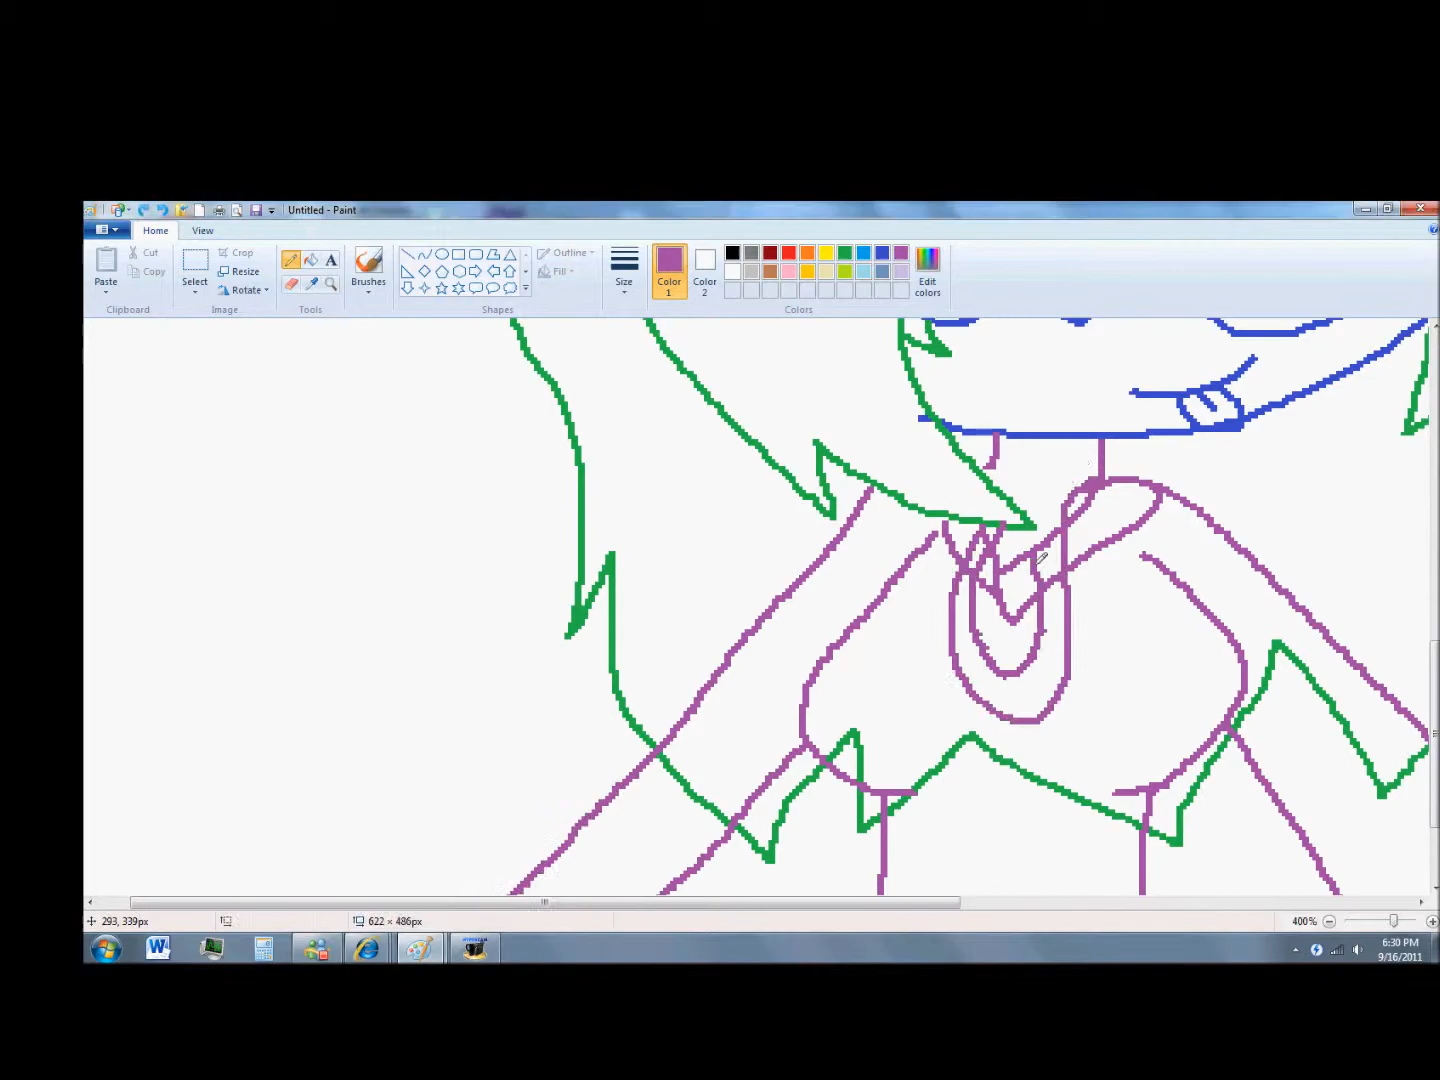 Untitled - Paint
Home View
Paste
Cut
Copy
Clipboard
Select
Crop
Resize
Rotate
Image
A
Tools
Brushes
Outline
Fill
Shapes
Size
Color 1
Color 2
Edit colors
Colors
293, 339px
622 × 486px
400%
W
6:30 PM
9/16/2011